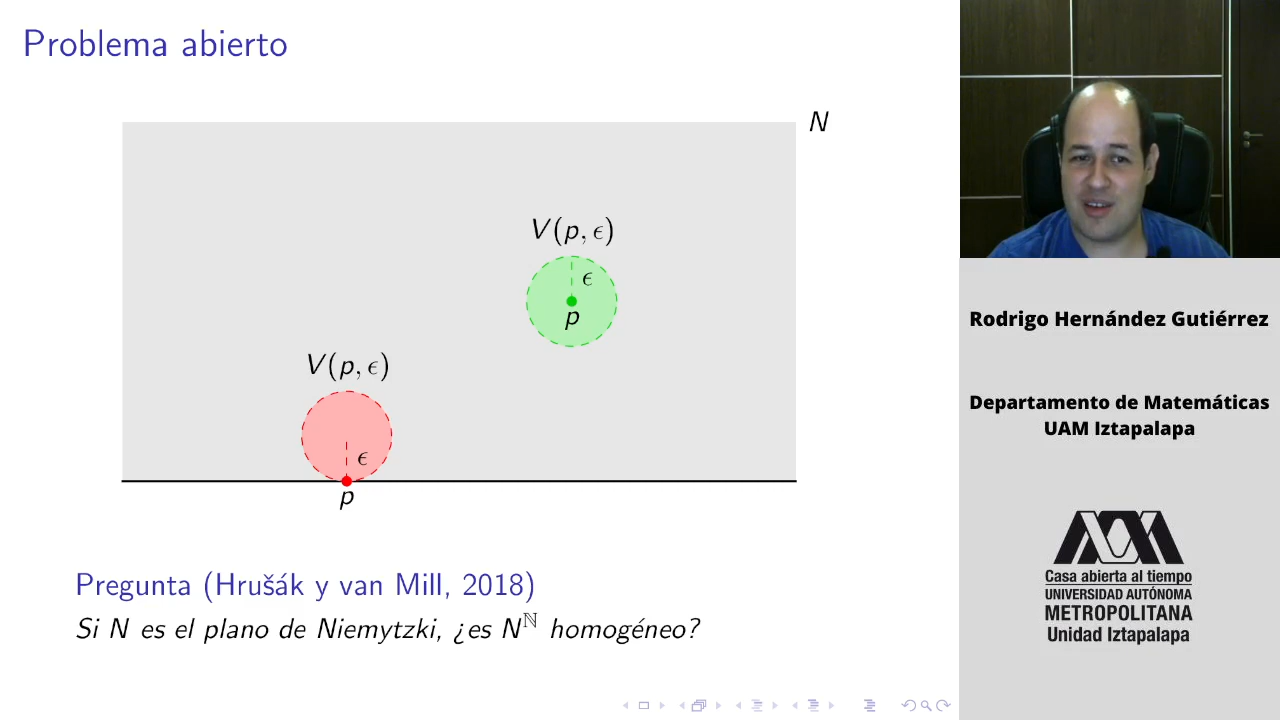 Problema abierto
N
V(p, ϵ)
ϵ
p
V(p, ϵ)
ϵ
p
Pregunta (Hrušák y van Mill, 2018)
Si N es el plano de Niemytzki, ¿es N^ℕ homogéneo?
Rodrigo Hernández Gutiérrez
Departamento de Matemáticas
UAM Iztapalapa
Casa abierta al tiempo
UNIVERSIDAD AUTÓNOMA
METROPOLITANA
Unidad Iztapalapa